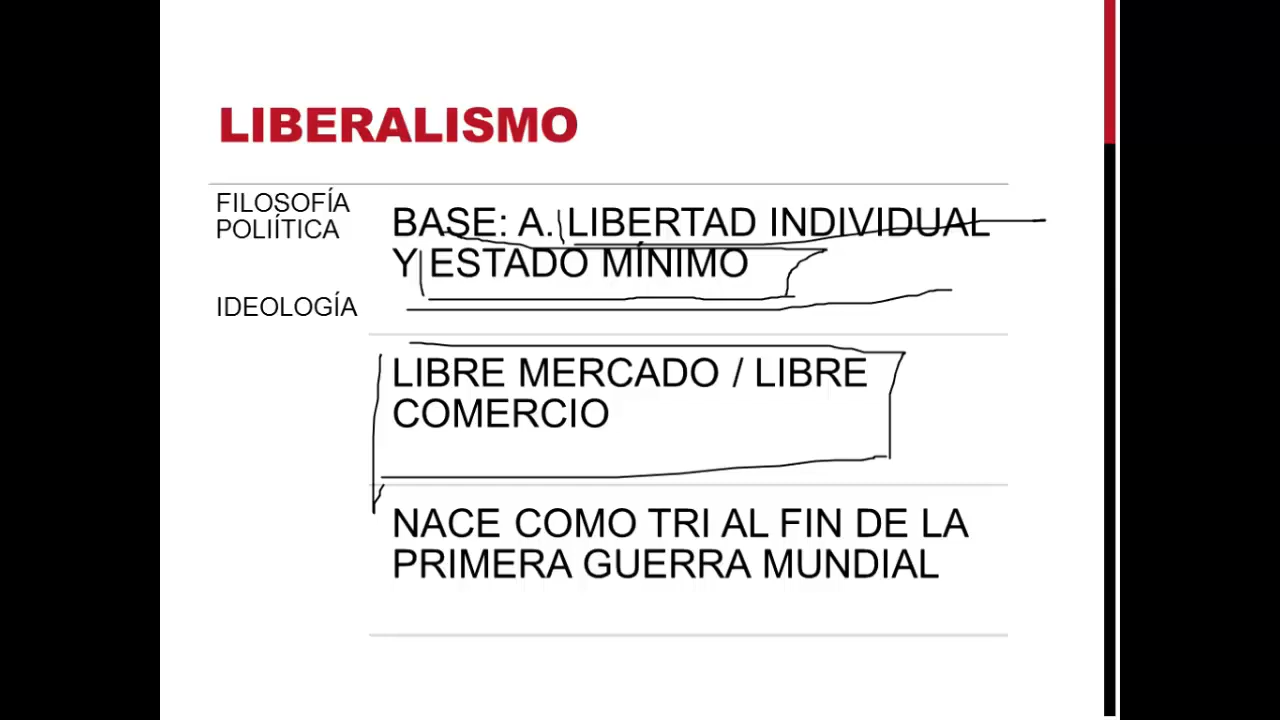 LIBERALISMO
FILOSOFÍA
POLIÍTICA
IDEOLOGÍA
BASE: A. LIBERTAD INDIVIDUAL
Y ESTADO MÍNIMO
LIBRE MERCADO / LIBRE
COMERCIO
NACE COMO TRI AL FIN DE LA
PRIMERA GUERRA MUNDIAL